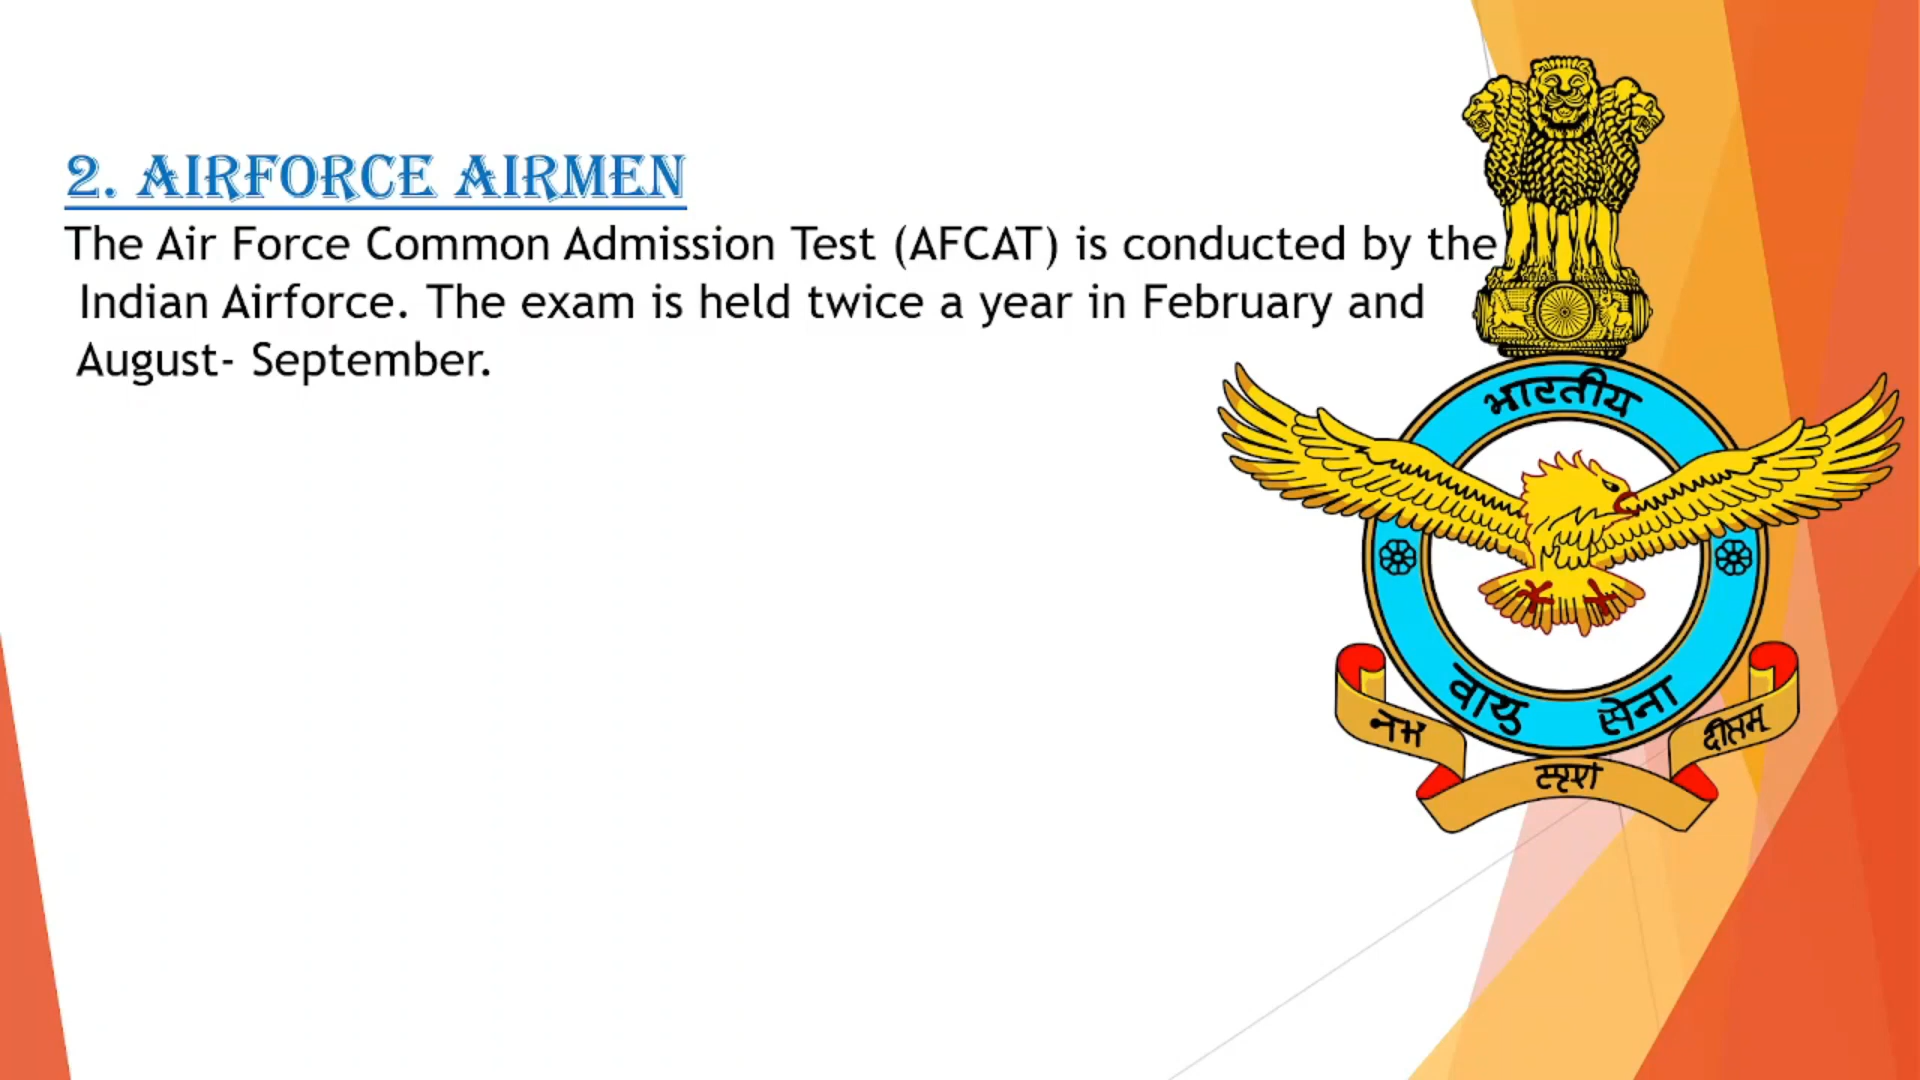 2. AIRFORCE AIRMEN
The Air Force Common Admission Test (AFCAT) is conducted by the
Indian Airforce. The exam is held twice a year in February and
August- September.
भारतीय
वायु सेना
नभ
स्पृशं
दीप्तम्